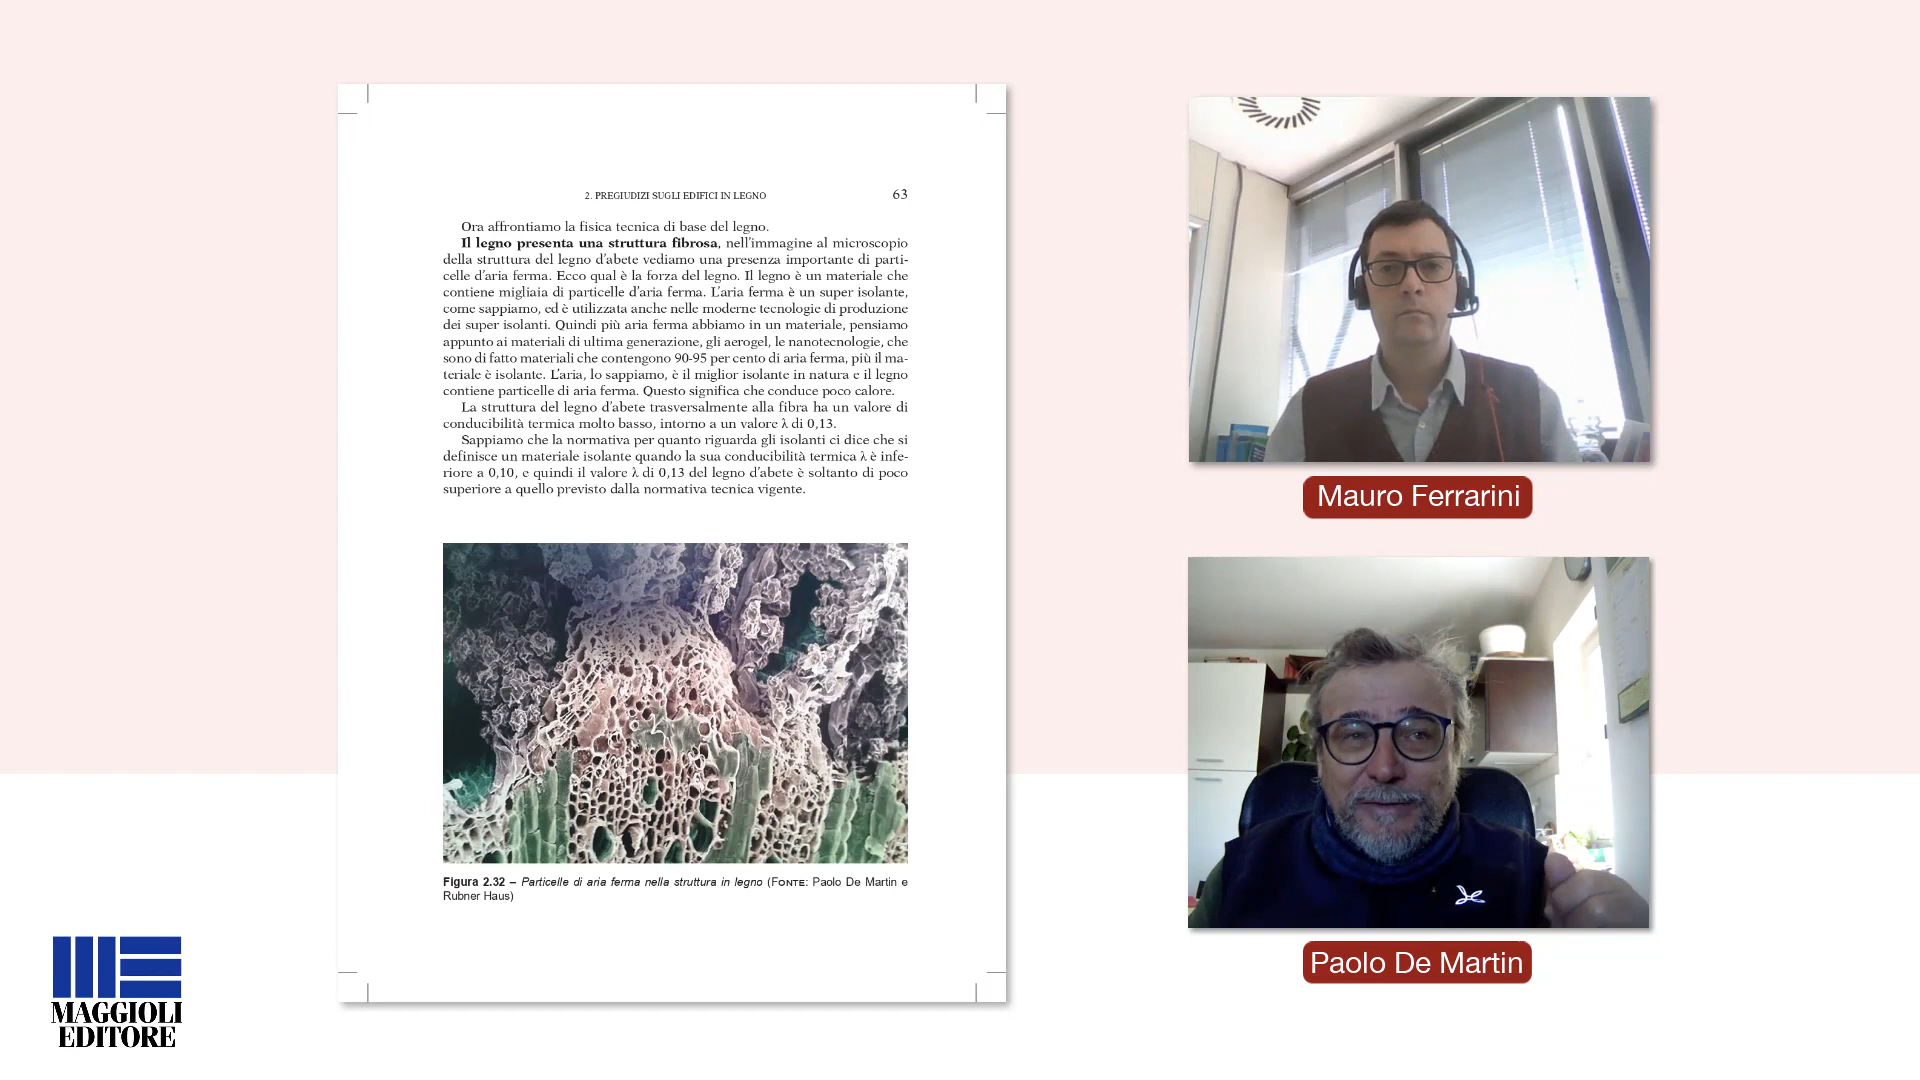 2. PREGIUDIZI SUGLI EDIFICI IN LEGNO 63
Ora affrontiamo la fisica tecnica di base del legno.
Il legno presenta una struttura fibrosa, nell'immagine al microscopio
della struttura del legno d'abete vediamo una presenza importante di parti-
celle d'aria ferma. Ecco qual è la forza del legno. Il legno è un materiale che
contiene migliaia di particelle d'aria ferma. L'aria ferma è un super isolante,
come sappiamo, ed è utilizzata anche nelle moderne tecnologie di produzione
dei super isolanti. Quindi più aria ferma abbiamo in un materiale, pensiamo
appunto ai materiali di ultima generazione, gli aerogel, le nanotecnologie, che
sono di fatto materiali che contengono 90-95 per cento di aria ferma, più il ma-
teriale è isolante. L'aria, lo sappiamo, è il miglior isolante in natura e il legno
contiene particelle di aria ferma. Questo significa che conduce poco calore.
La struttura del legno d'abete trasversalmente alla fibra ha un valore di
conducibilità termica molto basso, intorno a un valore λ di 0,13.
Sappiamo che la normativa per quanto riguarda gli isolanti ci dice che si
definisce un materiale isolante quando la sua conducibilità termica λ è infe-
riore a 0,10, e quindi il valore λ di 0,13 del legno d'abete è soltanto di poco
superiore a quello previsto dalla normativa tecnica vigente.
Figura 2.32 – Particelle di aria ferma nella struttura in legno (FONTE: Paolo De Martin e
Rubner Haus)
Mauro Ferrarini
Paolo De Martin
MAGGIOLI
EDITORE